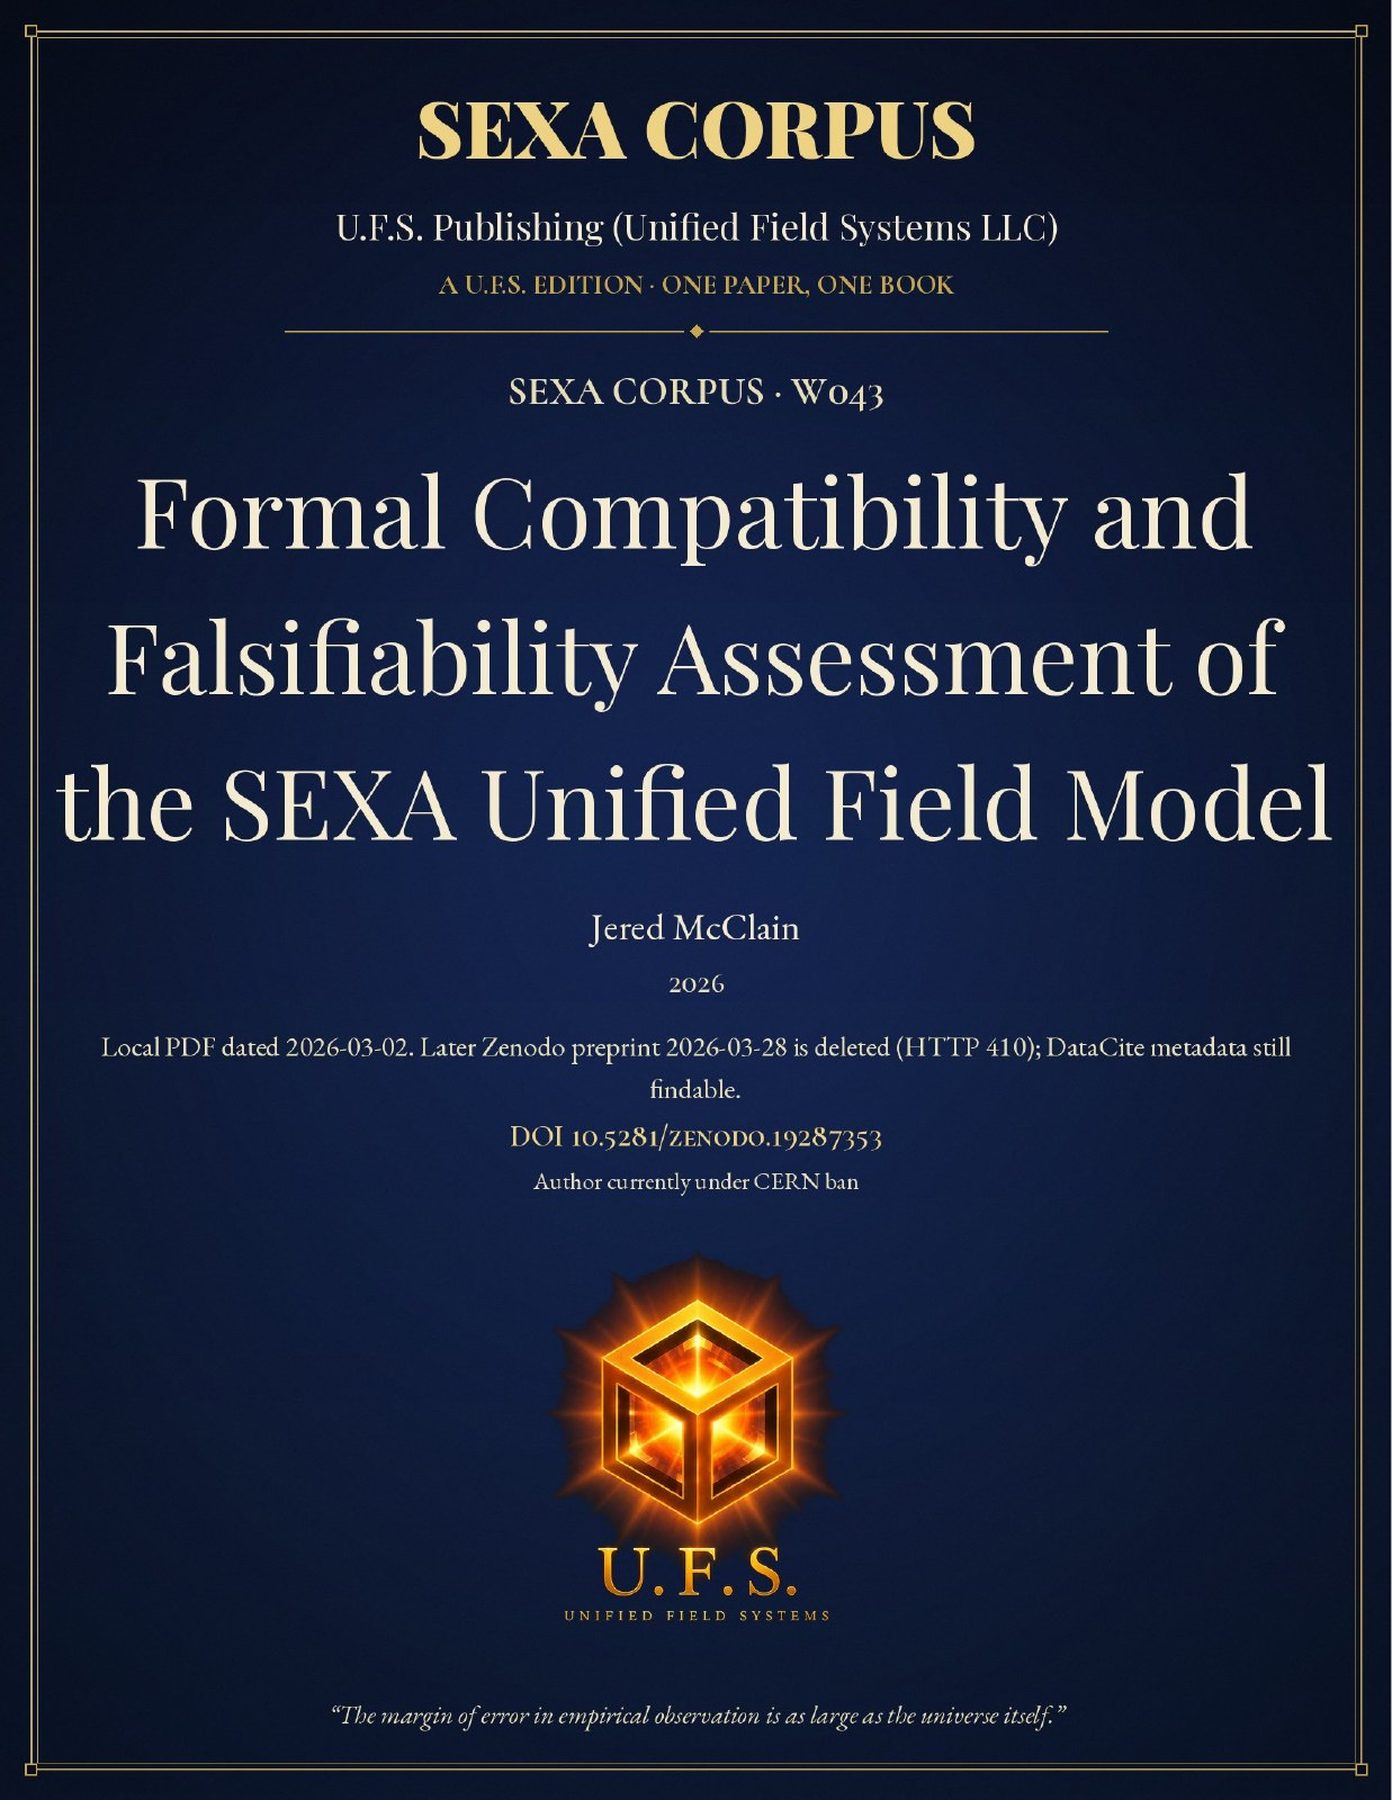 SEXA CORPUS
U.F.S. Publishing (Unified Field Systems LLC)
A U.F.S. EDITION · ONE PAPER, ONE BOOK
SEXA CORPUS · W043
Formal Compatibility and
Falsifiability Assessment of
the SEXA Unified Field Model
Jered McClain
2026
Local PDF dated 2026-03-02. Later Zenodo preprint 2026-03-28 is deleted (HTTP 410); DataCite metadata still
findable.
DOI 10.5281/ZENODO.19287353
Author currently under CERN ban
U.F.S.
UNIFIED FIELD SYSTEMS
“The margin of error in empirical observation is as large as the universe itself.”